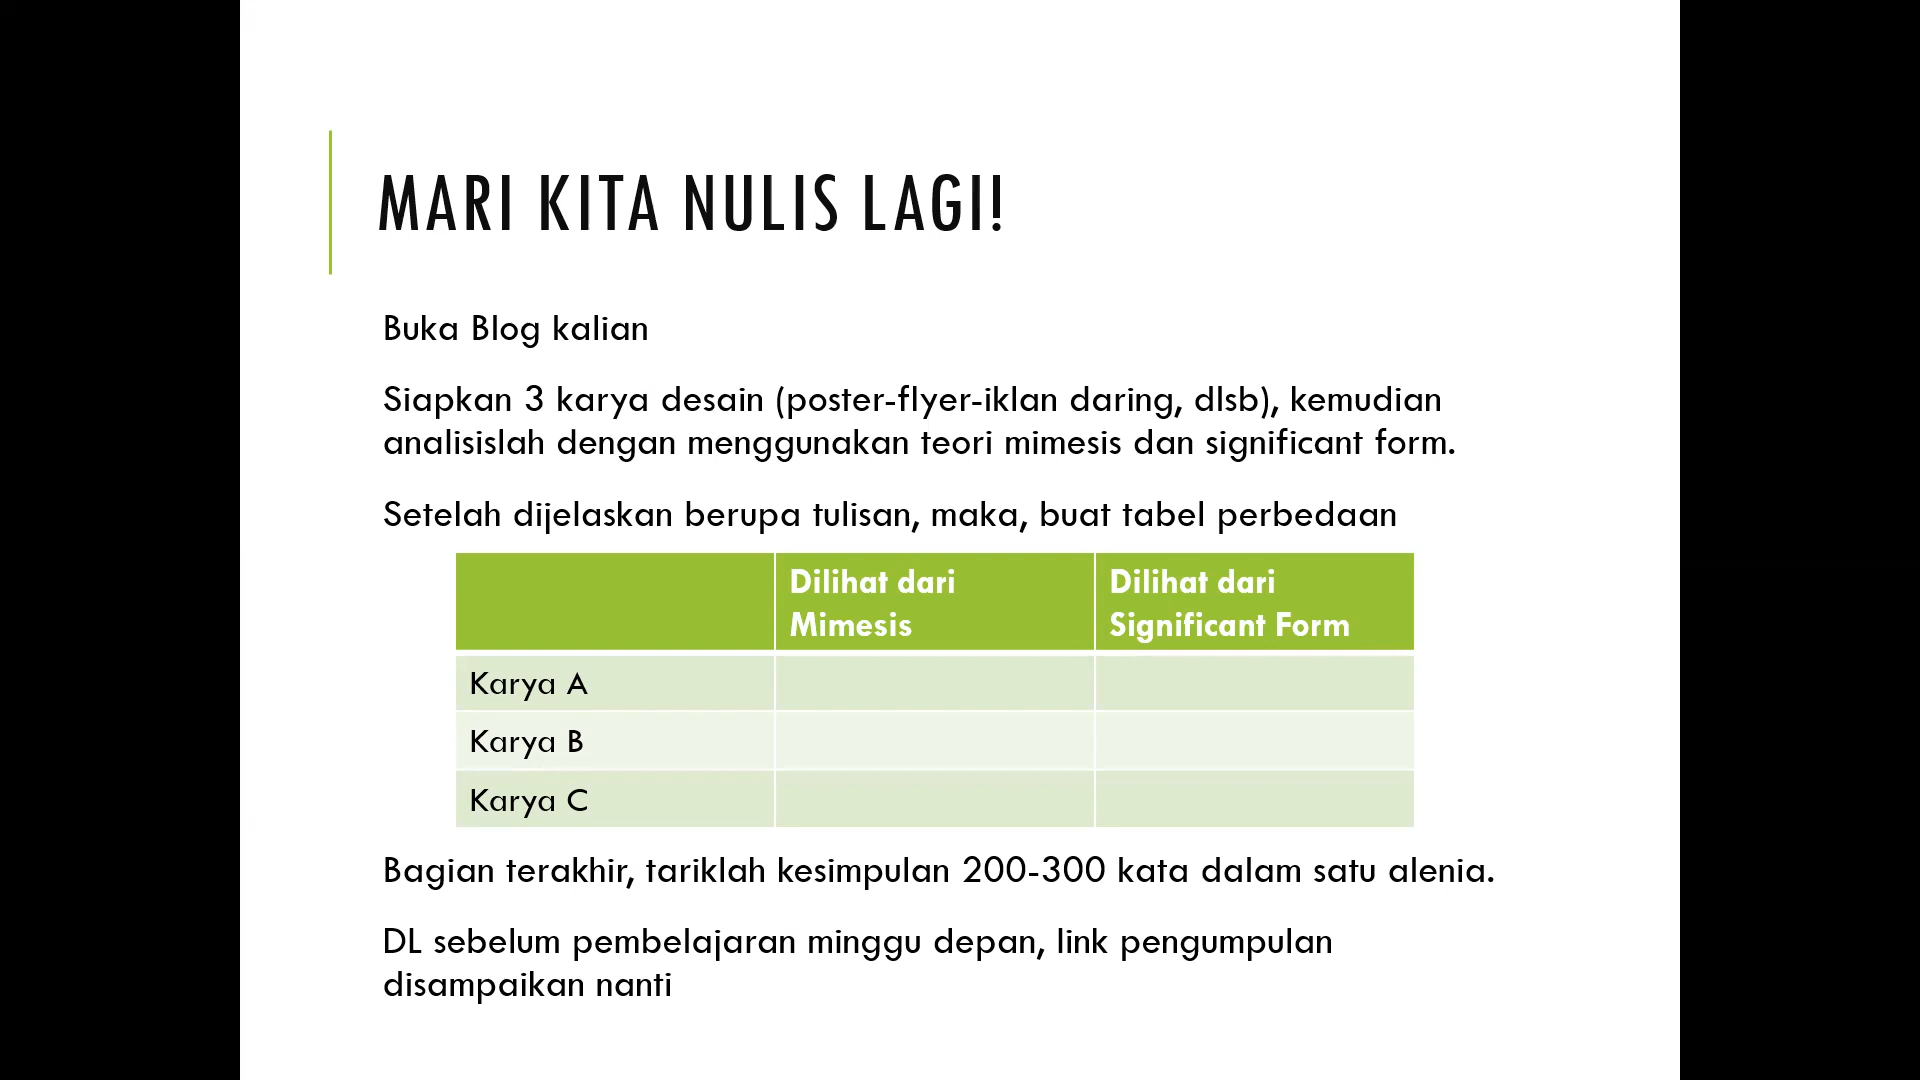 MARI KITA NULIS LAGI!
Buka Blog kalian
Siapkan 3 karya desain (poster-flyer-iklan daring, dlsb), kemudian
analisislah dengan menggunakan teori mimesis dan significant form.
Setelah dijelaskan berupa tulisan, maka, buat tabel perbedaan
Dilihat dari
Mimesis
Dilihat dari
Significant Form
Karya A
Karya B
Karya C
Bagian terakhir, tariklah kesimpulan 200-300 kata dalam satu alenia.
DL sebelum pembelajaran minggu depan, link pengumpulan
disampaikan nanti